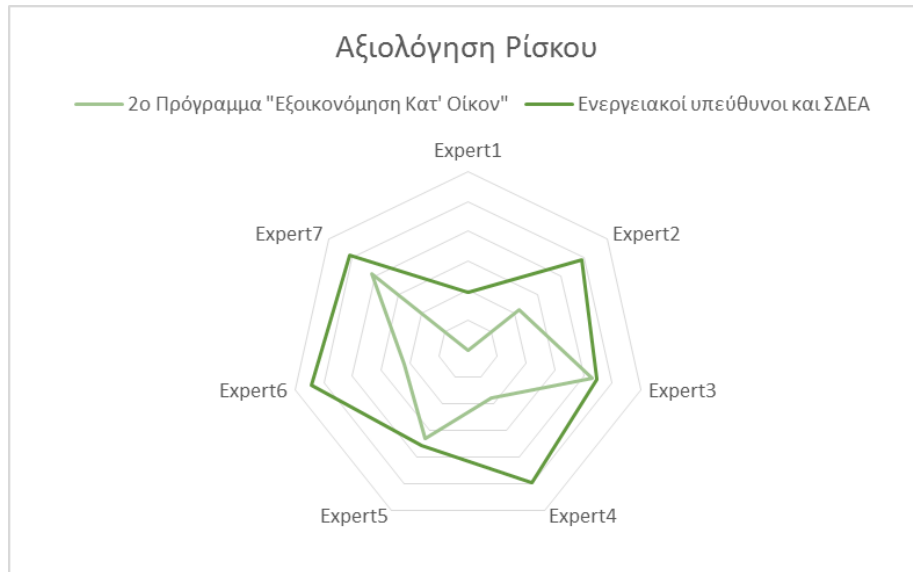 Αξιολόγηση Ρίσκου
2ο Πρόγραμμα "Εξοικονόμηση Κατ' Οίκον" Ενεργειακοί υπεύθυνοι και ΣΔΕΑ
Expert1
Expert7 Expert2
Expert6 Expert3
Expert5 Expert4